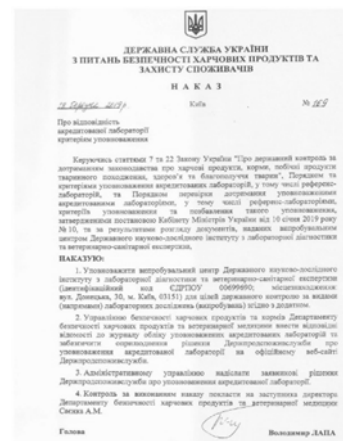 ДЕРЖАВНА СЛУЖБА УКРАЇНИ
З ПИТАНЬ БЕЗПЕЧНОСТІ ХАРЧОВИХ ПРОДУКТІВ ТА
ЗАХИСТУ СПОЖИВАЧІВ
Н А К А З
2019 р. Київ №
Про відповідність
акредитованої лабораторії
критеріям уповноваження
Керуючись статтями 7 та 22 Закону України "Про державний контроль за
дотриманням законодавства про харчові продукти, корми, побічні продукти
тваринного походження, здоров'я та благополуччя тварин", Порядком та
критеріями уповноваження акредитованих лабораторій, у тому числі референс-
лабораторій, та Порядком перевірки дотримання уповноваженими
акредитованими лабораторіями, у тому числі референс-лабораторіями,
критеріїв уповноваження та позбавлення такого уповноваження,
затвердженими постановою Кабінету Міністрів України від 10 січня 2019 року
№ 10, та за результатами розгляду документів, наданих випробувальним
центром Державного науково-дослідного інституту з лабораторної діагностики
та ветеринарно-санітарної експертизи,
НАКАЗУЮ:
1. Уповноважити випробувальний центр Державного науково-дослідного
інституту з лабораторної діагностики та ветеринарно-санітарної експертизи
(ідентифікаційний код ЄДРПОУ 00699690; місцезнаходження:
вул. Донецька, 30, м. Київ, 03151) для цілей державного контролю за видами
(напрямами) лабораторних досліджень (випробувань) згідно з додатком.
2. Управлінню безпечності харчових продуктів та кормів Департаменту
безпечності харчових продуктів та ветеринарної медицини внести відповідні
відомості до журналу обліку уповноважених акредитованих лабораторій та
забезпечити оприлюднення рішення Держпродспоживслужби про
уповноваження акредитованої лабораторії на офіційному веб-сайті
Держпродспоживслужби.
3. Адміністративному управлінню надіслати заявникові рішення
Держпродспоживслужби про уповноваження акредитованої лабораторії.
4. Контроль за виконанням наказу покласти на заступника директора
Департаменту безпечності харчових продуктів та ветеринарної медицини
А.М.
Голова Володимир ЛАПА